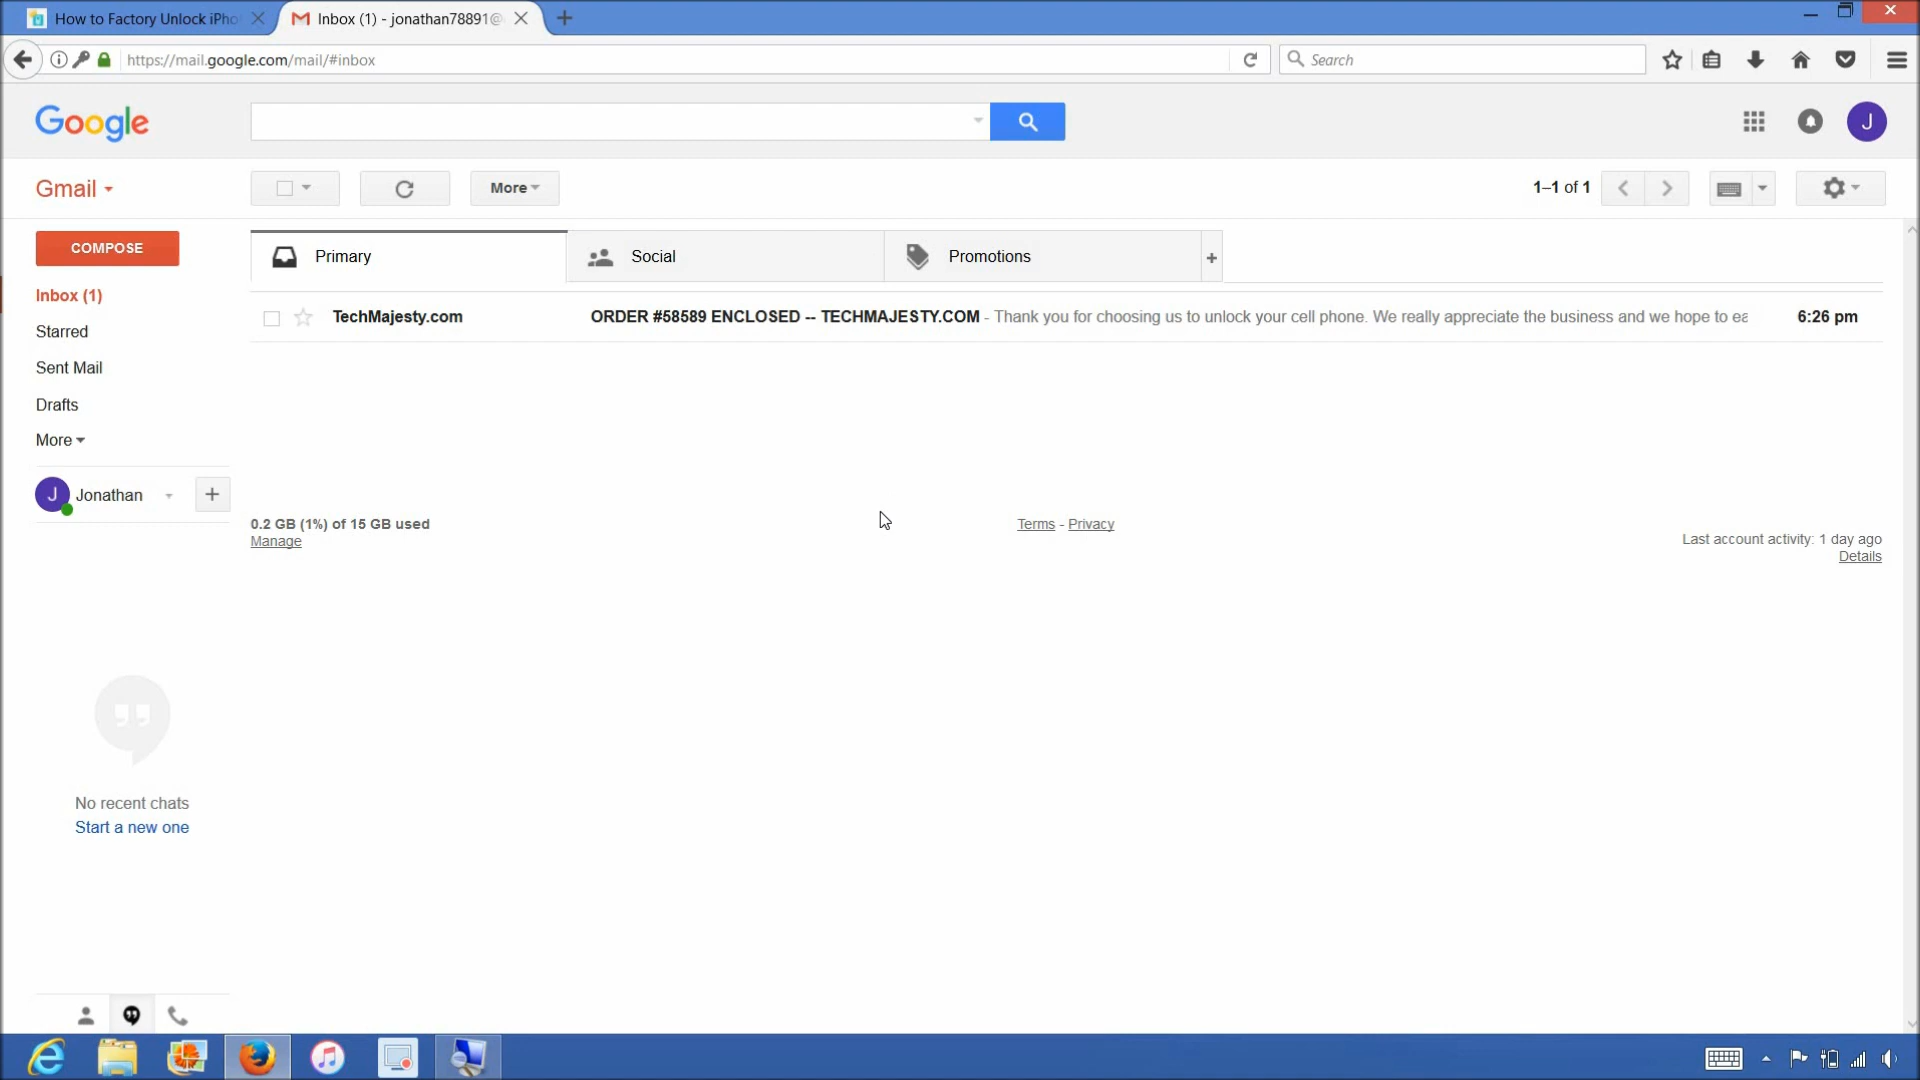 How to Factory Unlock iPho
Inbox (1) - jonathan78891@
https://mail.google.com/mail/#inbox
Search
Google
J
Gmail
More
1–1 of 1
COMPOSE
Primary
Social
Promotions
Inbox (1)
TechMajesty.com
ORDER #58589 ENCLOSED -- TECHMAJESTY.COM - Thank you for choosing us to unlock your cell phone. We really appreciate the business and we hope to ea
6:26 pm
Starred
Sent Mail
Drafts
More
J
Jonathan
0.2 GB (1%) of 15 GB used
Manage
Terms - Privacy
Last account activity: 1 day ago
Details
No recent chats
Start a new one